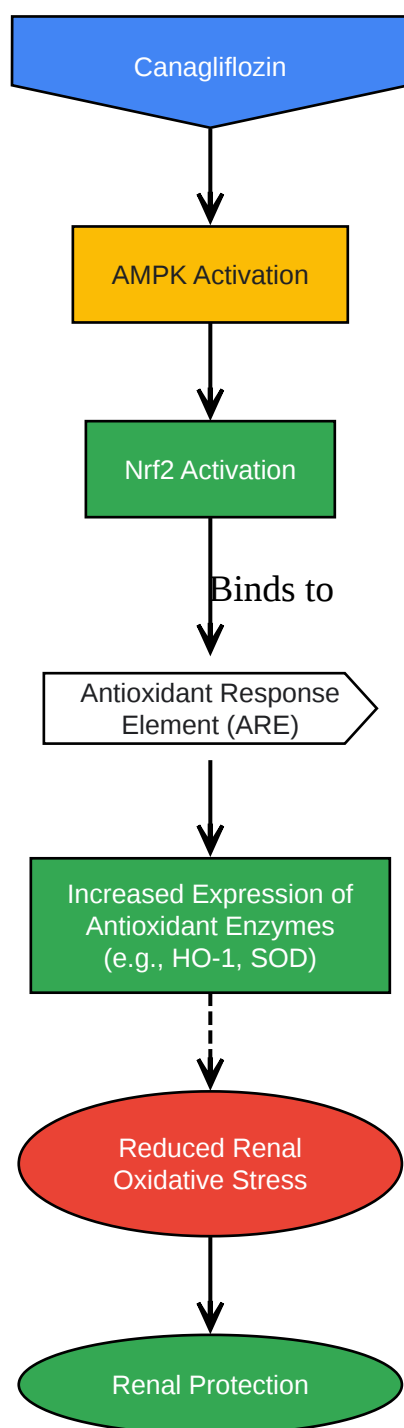 Canagliflozin
AMPK Activation
Nrf2 Activation
Binds to
Antioxidant Response
Element (ARE)
Increased Expression of
Antioxidant Enzymes
(e.g., HO-1, SOD)
Reduced Renal
Oxidative Stress
Renal Protection